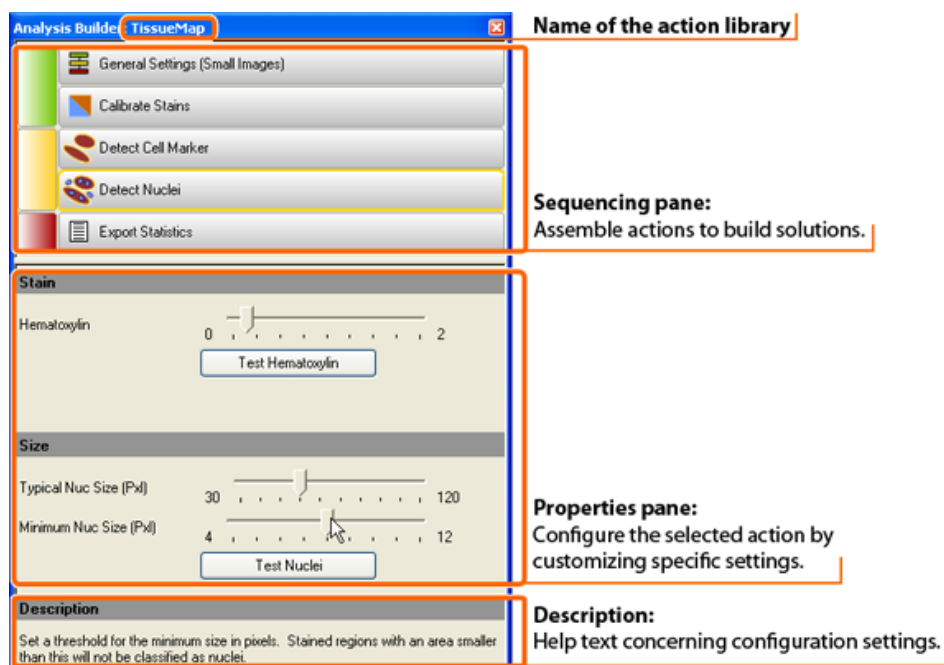 Analysis Builder: TissueMap
Name of the action library
General Settings (Small Images)
Calibrate Stains
Detect Cell Marker
Detect Nuclei
Export Statistics
Sequencing pane:
Assemble actions to build solutions.
Stain
Hematoxylin
0
2
Test Hematoxylin
Size
Typical Nuc Size (Pxl)
30
120
Minimum Nuc Size (Pxl)
4
12
Test Nuclei
Properties pane:
Configure the selected action by
customizing specific settings.
Description
Set a threshold for the minimum size in pixels. Stained regions with an area smaller
than this will not be classified as nuclei.
Description:
Help text concerning configuration settings.